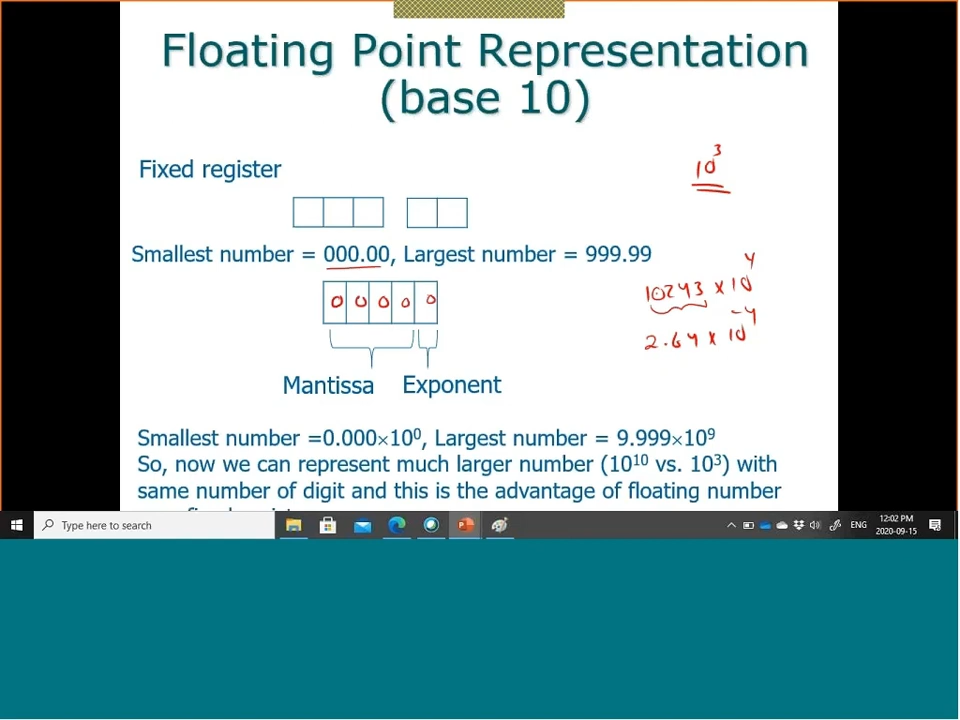 Floating Point Representation
(base 10)
Fixed register
10³
Smallest number = 000.00, Largest number = 999.99
0 0 0 0 0
10243 × 10⁴
2.64 × 10⁻⁴
Mantissa Exponent
Smallest number =0.000×10⁰, Largest number = 9.999×10⁹
So, now we can represent much larger number (10¹⁰ vs. 10³) with
same number of digit and this is the advantage of floating number
Type here to search
ENG
12:02 PM
2020-09-15